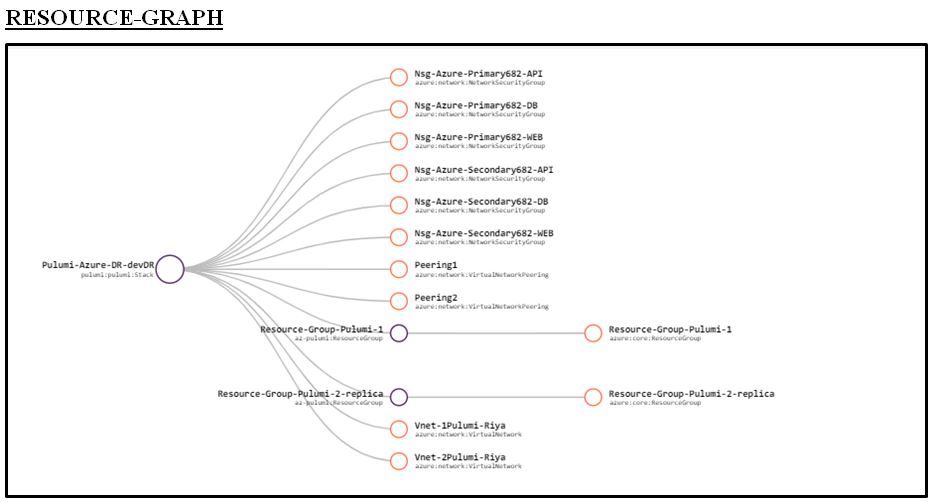 RESOURCE-GRAPH
Nsg-Azure-Primary682-API
azure:network:NetworkSecurityGroup
Nsg-Azure-Primary682-DB
azure:network:NetworkSecurityGroup
Nsg-Azure-Primary682-WEB
azure:network:NetworkSecurityGroup
Nsg-Azure-Secondary682-API
azure:network:NetworkSecurityGroup
Nsg-Azure-Secondary682-DB
azure:network:NetworkSecurityGroup
Nsg-Azure-Secondary682-WEB
azure:network:NetworkSecurityGroup
Pulumi-Azure-DR-devDR
pulumi:pulumi:Stack
Peering1
azure:network:VirtualNetworkPeering
Peering2
azure:network:VirtualNetworkPeering
Resource-Group-Pulumi-1
az-pulumi:ResourceGroup
Resource-Group-Pulumi-1
azure:core:ResourceGroup
Resource-Group-Pulumi-2-replica
az-pulumi:ResourceGroup
Resource-Group-Pulumi-2-replica
azure:core:ResourceGroup
Vnet-1Pulumi-Riya
azure:network:VirtualNetwork
Vnet-2Pulumi-Riya
azure:network:VirtualNetwork